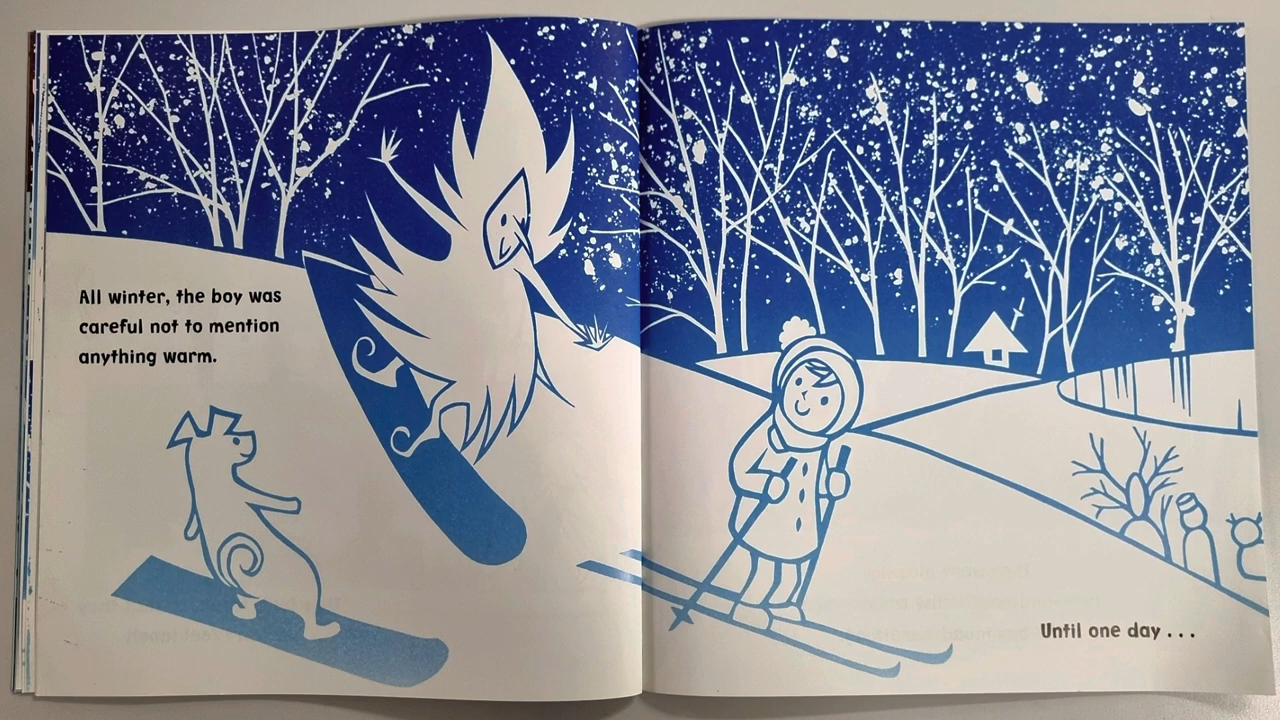 All winter, the boy was
careful not to mention
anything warm.
Until one day . . .